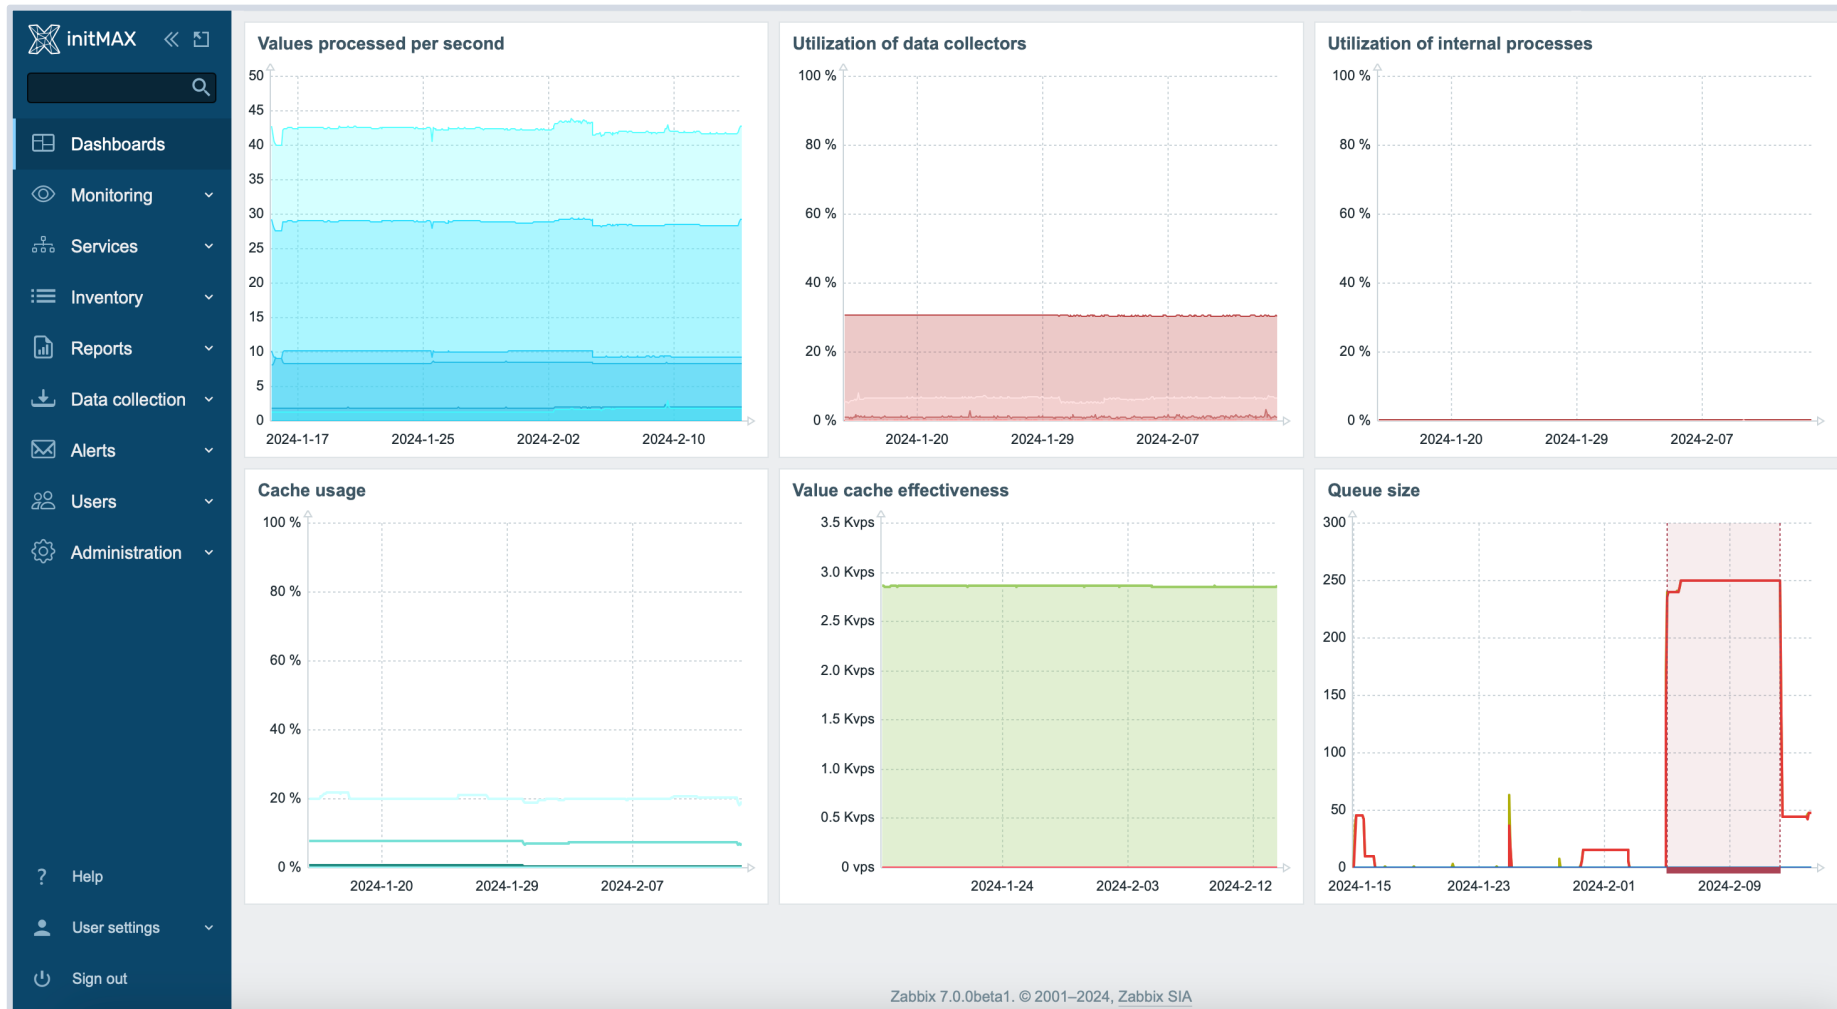 initMAX
Dashboards
Monitoring
Services
Inventory
Reports
Data collection
Alerts
Users
Administration
Help
User settings
Sign out
Values processed per second
50
45
40
35
30
25
20
15
10
5
0
2024-1-17 2024-1-25 2024-2-02 2024-2-10
Utilization of data collectors
100 %
80 %
60 %
40 %
20 %
0 %
2024-1-20 2024-1-29 2024-2-07
Utilization of internal processes
100 %
80 %
60 %
40 %
20 %
0 %
2024-1-20 2024-1-29 2024-2-07
Cache usage
100 %
80 %
60 %
40 %
20 %
0 %
2024-1-20 2024-1-29 2024-2-07
Value cache effectiveness
3.5 Kvps
3.0 Kvps
2.5 Kvps
2.0 Kvps
1.5 Kvps
1.0 Kvps
0.5 Kvps
0 vps
2024-1-24 2024-2-03 2024-2-12
Queue size
300
250
200
150
100
50
0
2024-1-15 2024-1-23 2024-2-01 2024-2-09
Zabbix 7.0.0beta1. © 2001–2024, Zabbix SIA